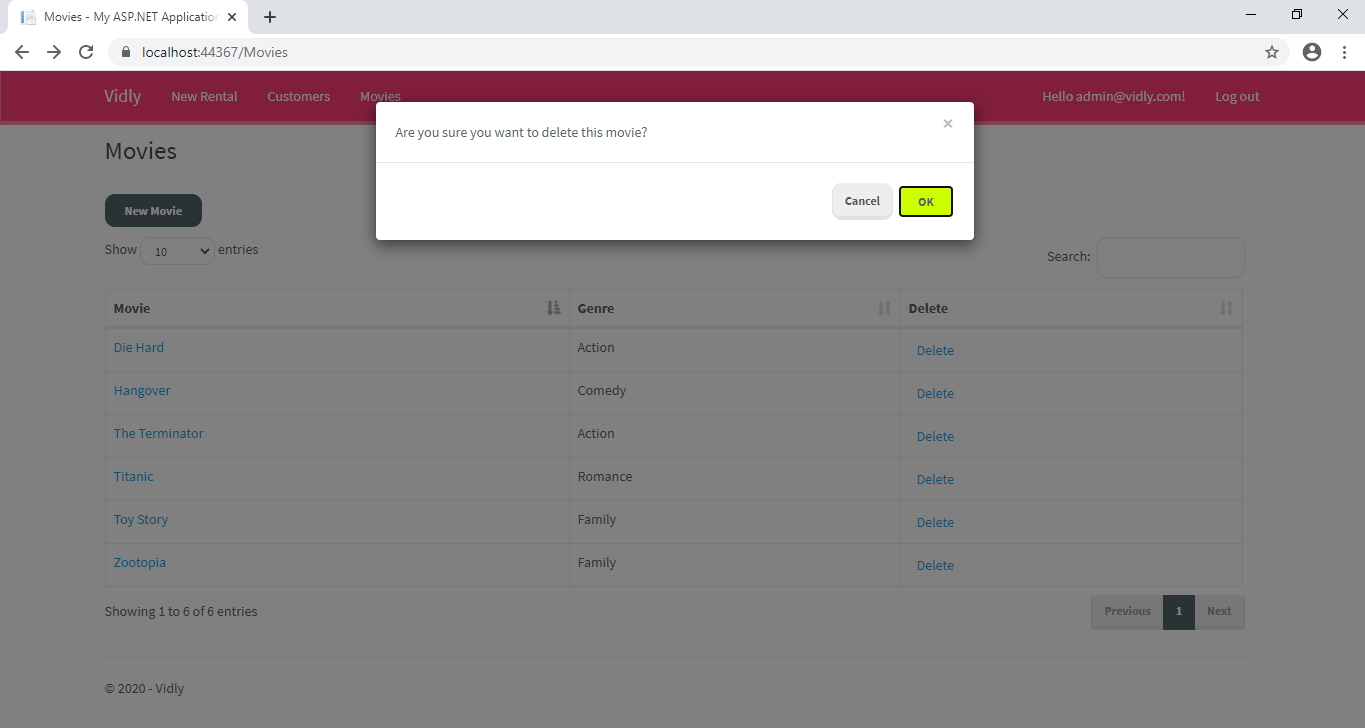 Movies - My ASP.NET Application
localhost:44367/Movies
Vidly New Rental Customers Movies Hello admin@vidly.com! Log out
Are you sure you want to delete this movie? ×
Cancel OK
Movies
New Movie
Show 10 entries Search:
Movie Genre Delete
Die Hard Action Delete
Hangover Comedy Delete
The Terminator Action Delete
Titanic Romance Delete
Toy Story Family Delete
Zootopia Family Delete
Showing 1 to 6 of 6 entries Previous 1 Next
© 2020 - Vidly